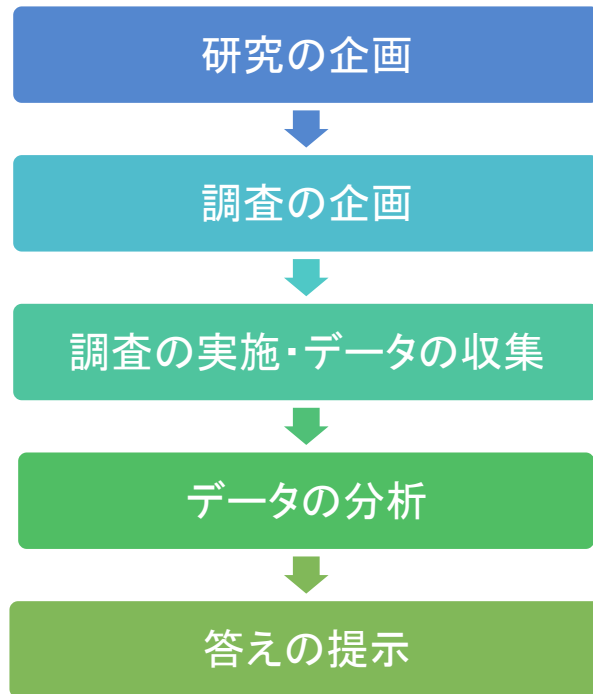 研究の企画
調査の企画
調査の実施・データの収集
データの分析
答えの提示